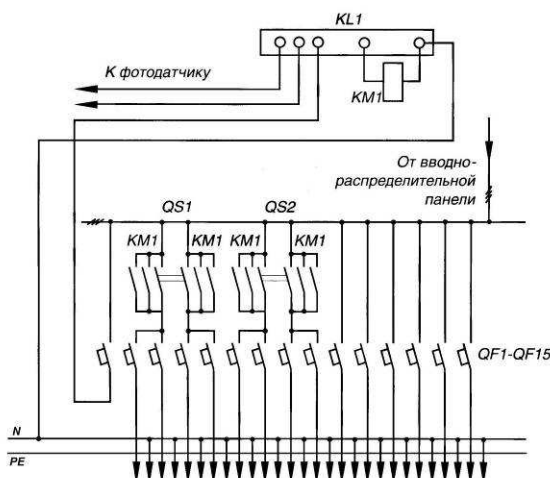 KL1
К фотодатчику
KM1
От вводно-
распределительной
панели
QS1 QS2
KM1 KM1 KM1 KM1
QF1-QF15
N
PE